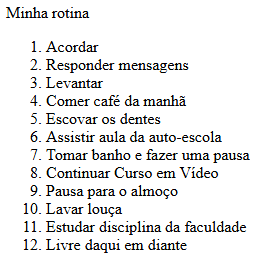 Minha rotina
1. Acordar
2. Responder mensagens
3. Levantar
4. Comer café da manhã
5. Escovar os dentes
6. Assistir aula da auto-escola
7. Tomar banho e fazer uma pausa
8. Continuar Curso em Vídeo
9. Pausa para o almoço
10. Lavar louça
11. Estudar disciplina da faculdade
12. Livre daqui em diante